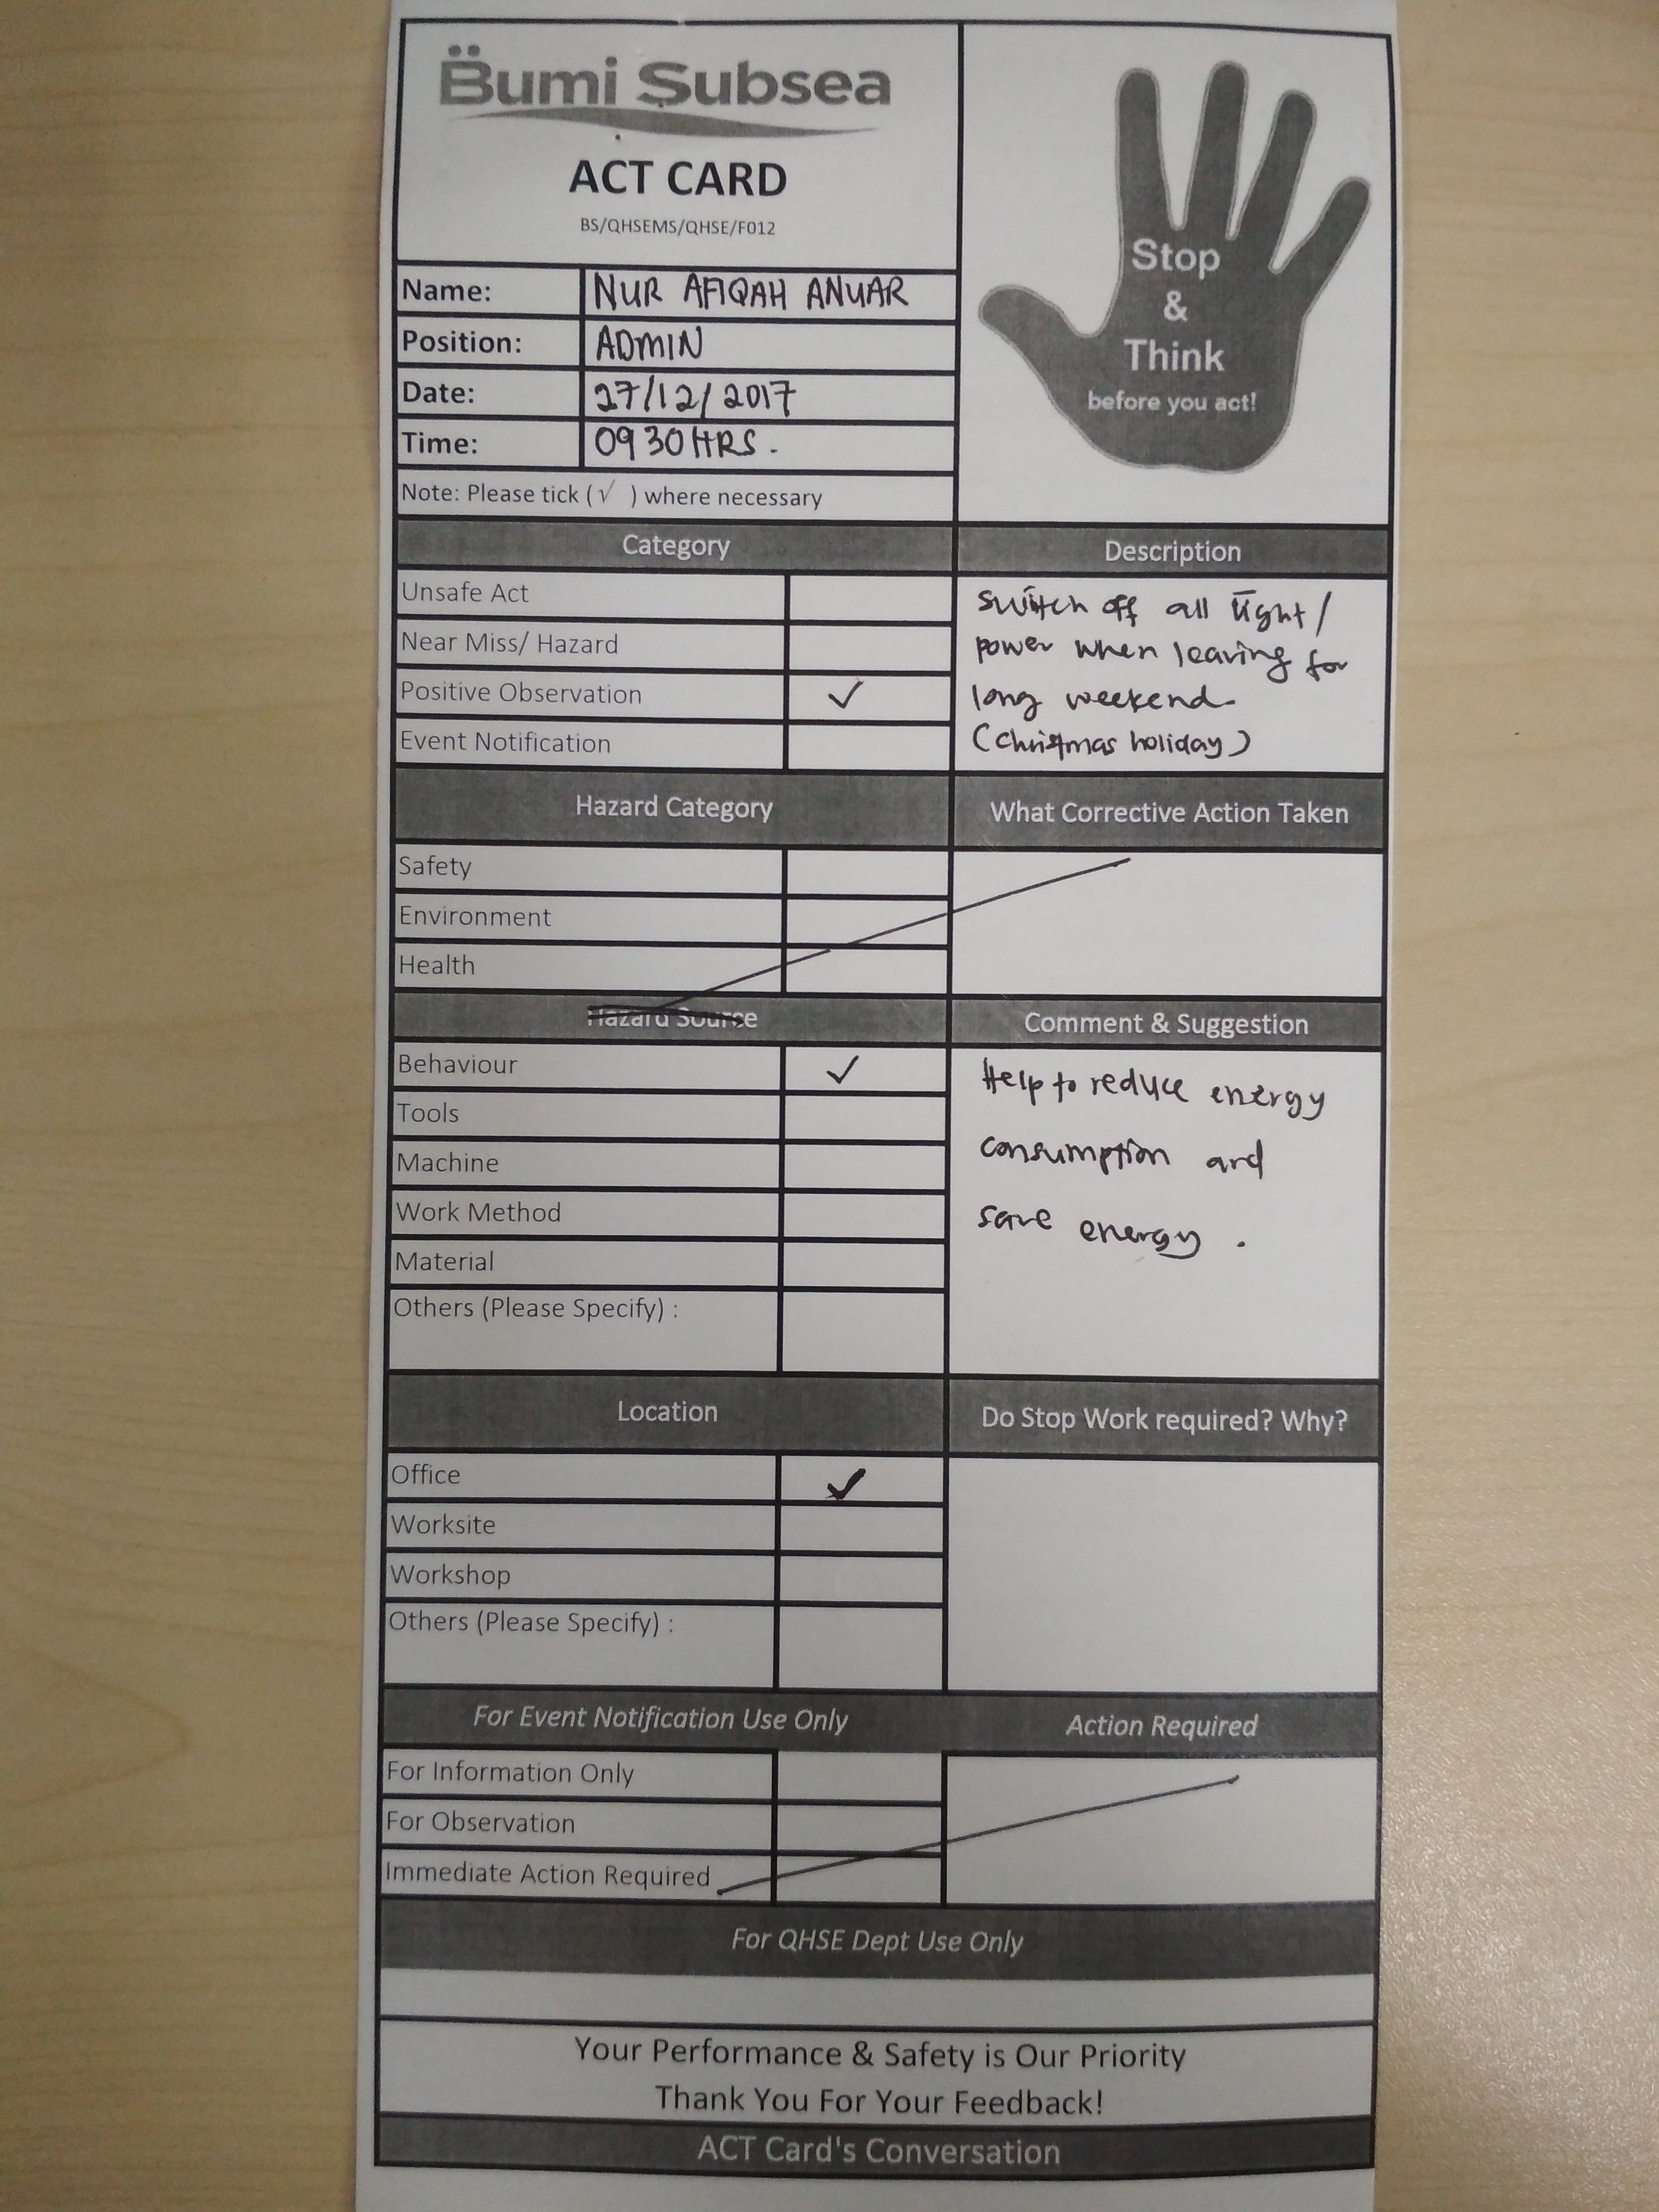 Bumi Subsea
ACT CARD
BS/QHSEMS/QHSE/F012
Stop
&
Think
before you act!
Name: NUR AFIQAH ANUAR
Position: ADMIN
Date: 27/12/2017
Time: 0930HRS.
Note: Please tick (√ ) where necessary
Category
Unsafe Act
Near Miss/ Hazard
Positive Observation ✓
Event Notification
Description
switch off all light/
power when leaving for
long weekend.
(christmas holiday)
Hazard Category
Safety
Environment
Health
What Corrective Action Taken
Hazard Source
Behaviour ✓
Tools
Machine
Work Method
Material
Others (Please Specify) :
Comment & Suggestion
Help to reduce energy
consumption and
save energy.
Location
Office ✓
Worksite
Workshop
Others (Please Specify) :
Do Stop Work required? Why?
For Event Notification Use Only
For Information Only
For Observation
Immediate Action Required
Action Required
For QHSE Dept Use Only
Your Performance & Safety is Our Priority
Thank You For Your Feedback!
ACT Card's Conversation